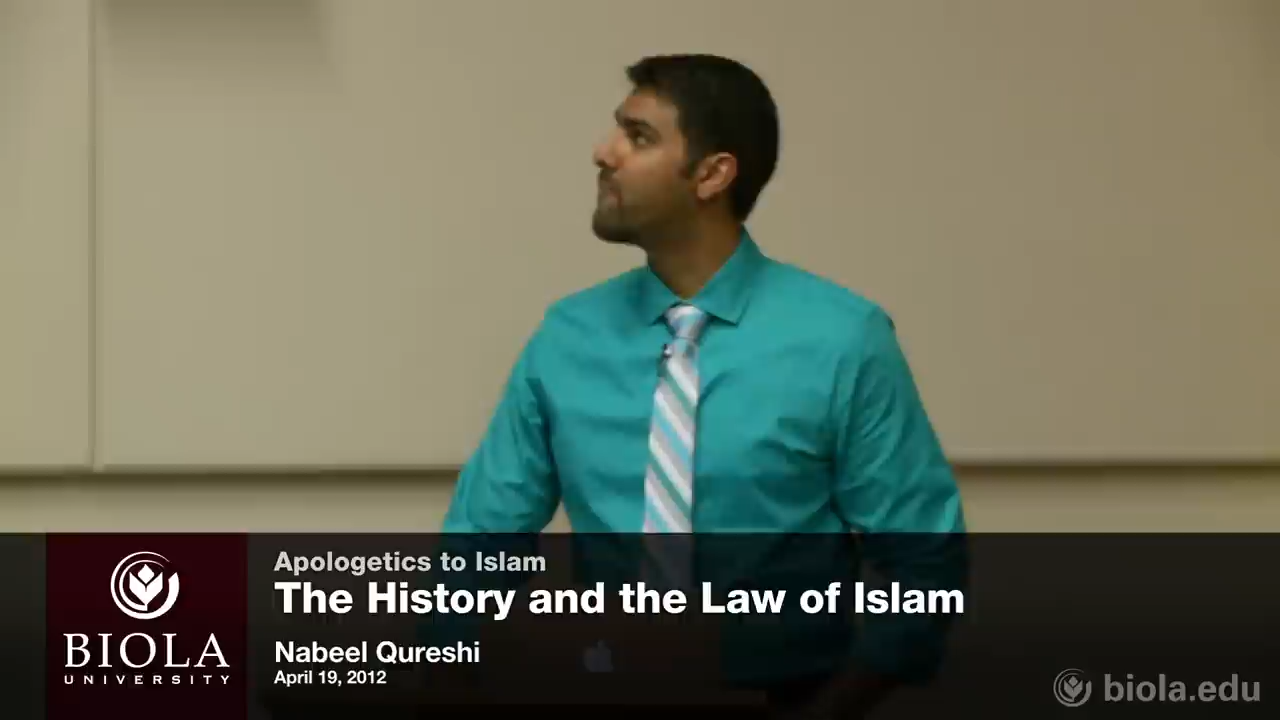 Apologetics to Islam
The History and the Law of Islam
BIOLA
UNIVERSITY
Nabeel Qureshi
April 19, 2012
biola.edu